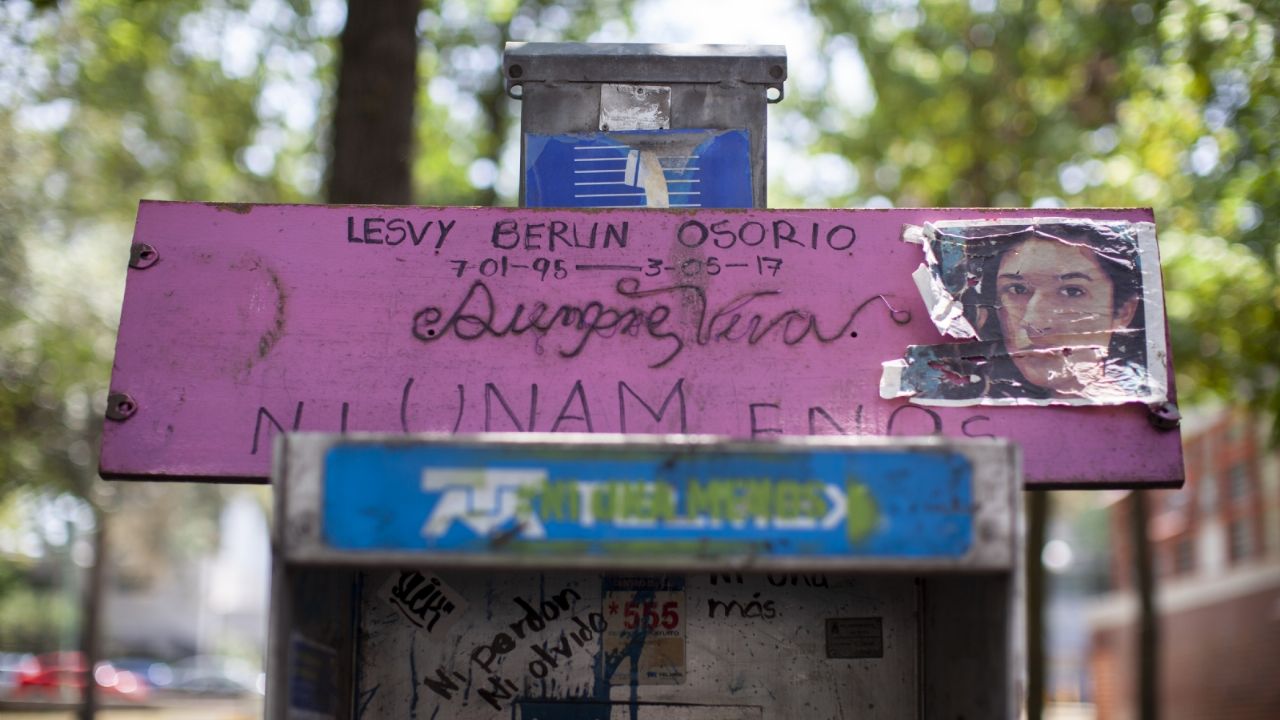 LESVY BERLIN OSORIO
7-01-95 — 3-05-17
Siempre Viva.
NI UNAM ENOS
NI UNA MENOS
Ni una
más.
*555
Ni perdón
Ni olvido